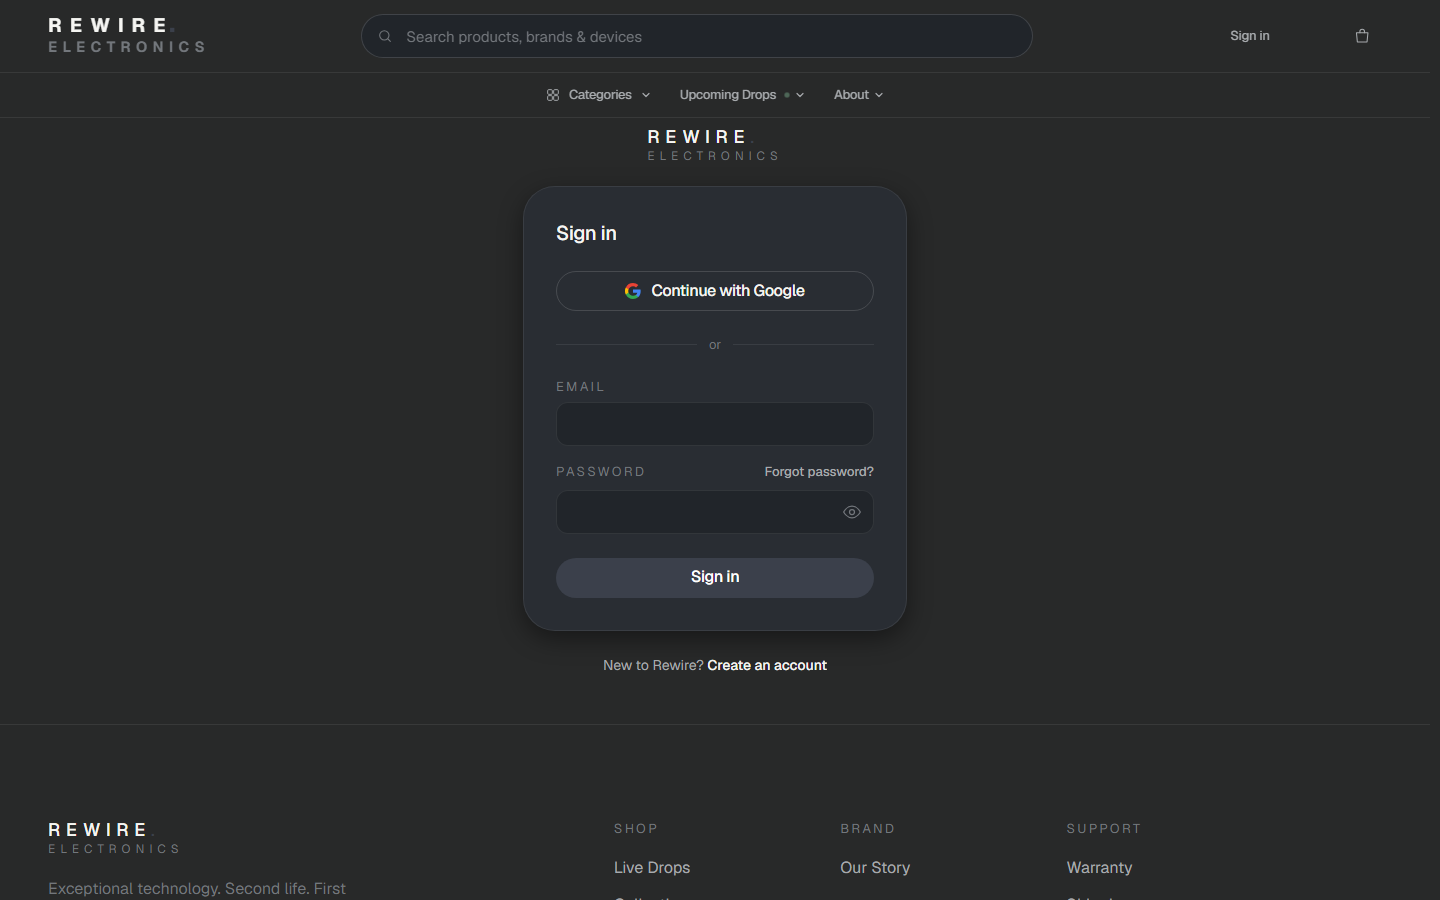 REWIRE.
ELECTRONICS
Search products, brands & devices
Sign in
Categories
Upcoming Drops
About
REWIRE.
ELECTRONICS
Sign in
Continue with Google
or
EMAIL
PASSWORD
Forgot password?
Sign in
New to Rewire? Create an account
REWIRE.
ELECTRONICS
SHOP
BRAND
SUPPORT
Live Drops
Our Story
Warranty
Exceptional technology. Second life. First